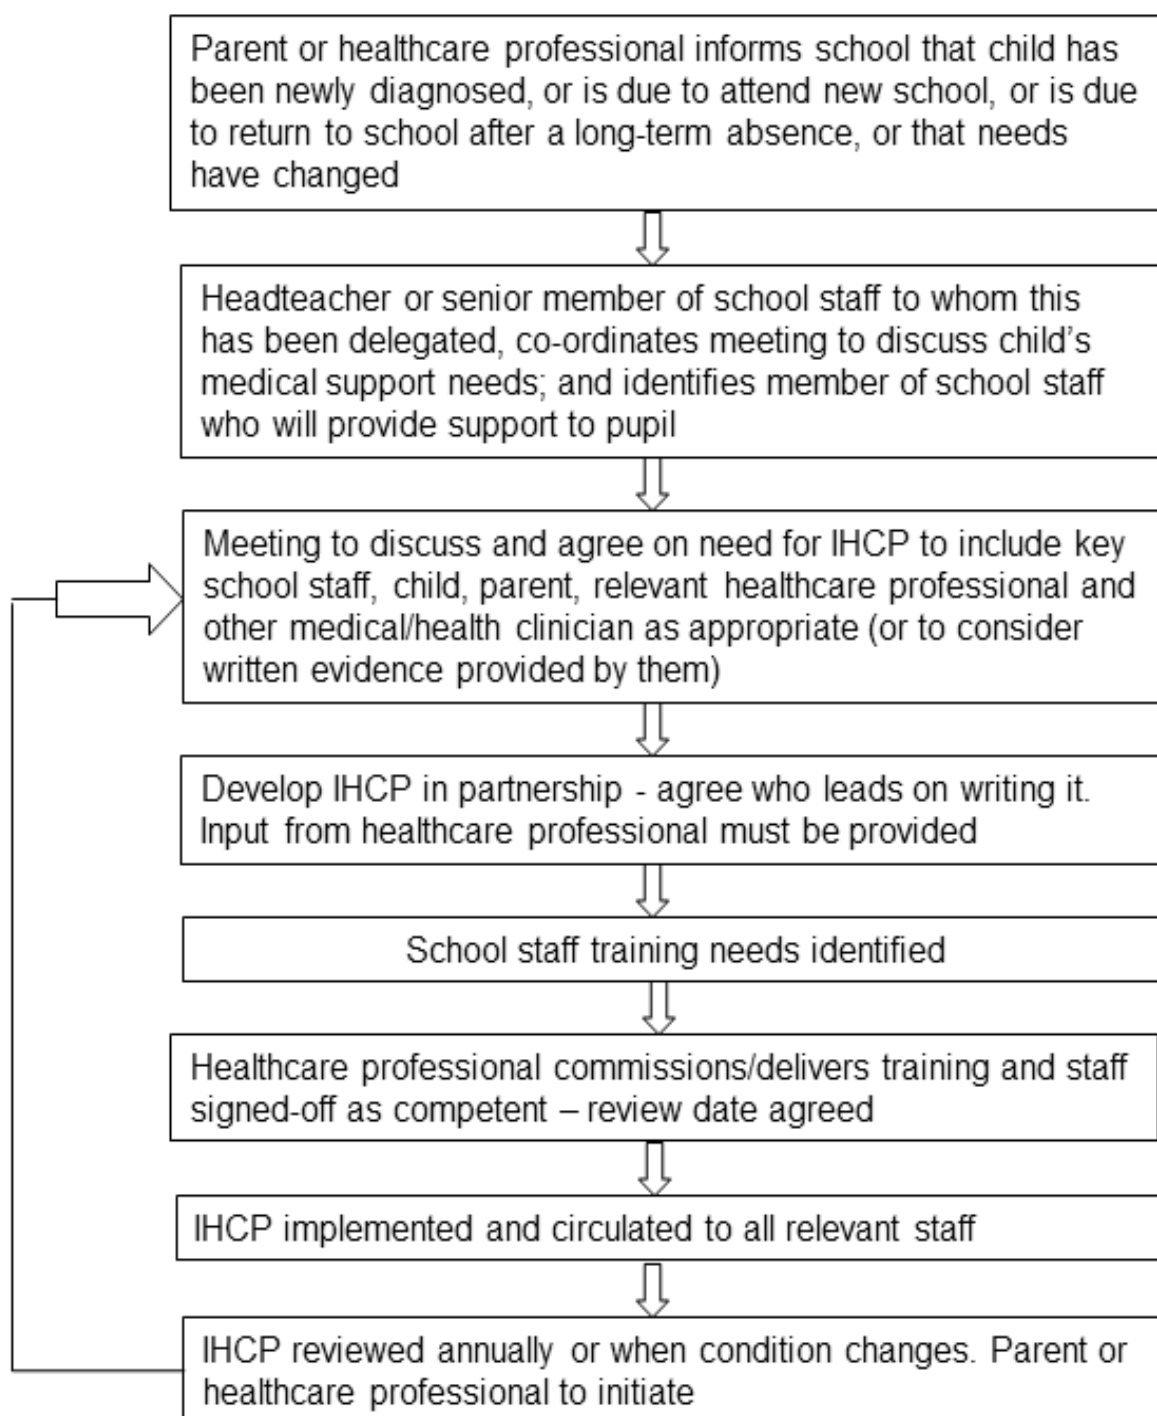 Parent or healthcare professional informs school that child has
been newly diagnosed, or is due to attend new school, or is due
to return to school after a long-term absence, or that needs
have changed
Headteacher or senior member of school staff to whom this
has been delegated, co-ordinates meeting to discuss child’s
medical support needs; and identifies member of school staff
who will provide support to pupil
Meeting to discuss and agree on need for IHCP to include key
school staff, child, parent, relevant healthcare professional and
other medical/health clinician as appropriate (or to consider
written evidence provided by them)
Develop IHCP in partnership - agree who leads on writing it.
Input from healthcare professional must be provided
School staff training needs identified
Healthcare professional commissions/delivers training and staff
signed-off as competent – review date agreed
IHCP implemented and circulated to all relevant staff
IHCP reviewed annually or when condition changes. Parent or
healthcare professional to initiate